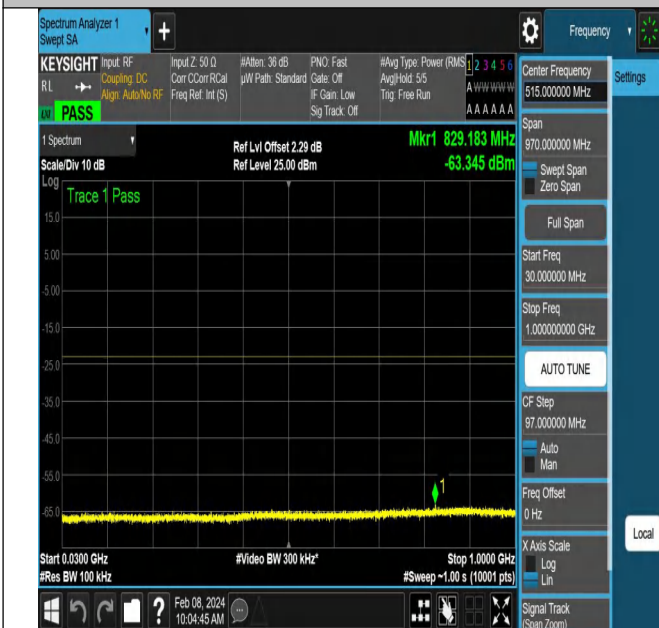 Spectrum Analyzer 1
Swept SA
Frequency
KEYSIGHT
RL
PASS
Input: RF
Coupling: DC
Align: Auto/No RF
Input Z: 50 Ω
Corr CCorr RCal
Freq Ref: Int (S)
#Atten: 36 dB
µW Path: Standard
PNO: Fast
Gate: Off
IF Gain: Low
Sig Track: Off
#Avg Type: Power (RMS
Avg|Hold: 5/5
Trig: Free Run
1 2 3 4 5 6
A W W W W W
A A A A A A
1 Spectrum
Scale/Div 10 dB
Ref Lvl Offset 2.29 dB
Ref Level 25.00 dBm
Mkr1 829.183 MHz
-63.345 dBm
Log
Trace 1 Pass
15.0
5.00
-5.00
-15.0
-25.0
-35.0
-45.0
-55.0
-65.0
1
Start 0.0300 GHz
#Res BW 100 kHz
#Video BW 300 kHz*
Stop 1.0000 GHz
#Sweep ~1.00 s (10001 pts)
Feb 08, 2024
10:04:45 AM
Center Frequency
515.000000 MHz
Span
970.000000 MHz
Swept Span
Zero Span
Full Span
Start Freq
30.000000 MHz
Stop Freq
1.000000000 GHz
AUTO TUNE
CF Step
97.000000 MHz
Auto
Man
Freq Offset
0 Hz
X Axis Scale
Log
Lin
Signal Track
(Span Zoom)
Settings
Local